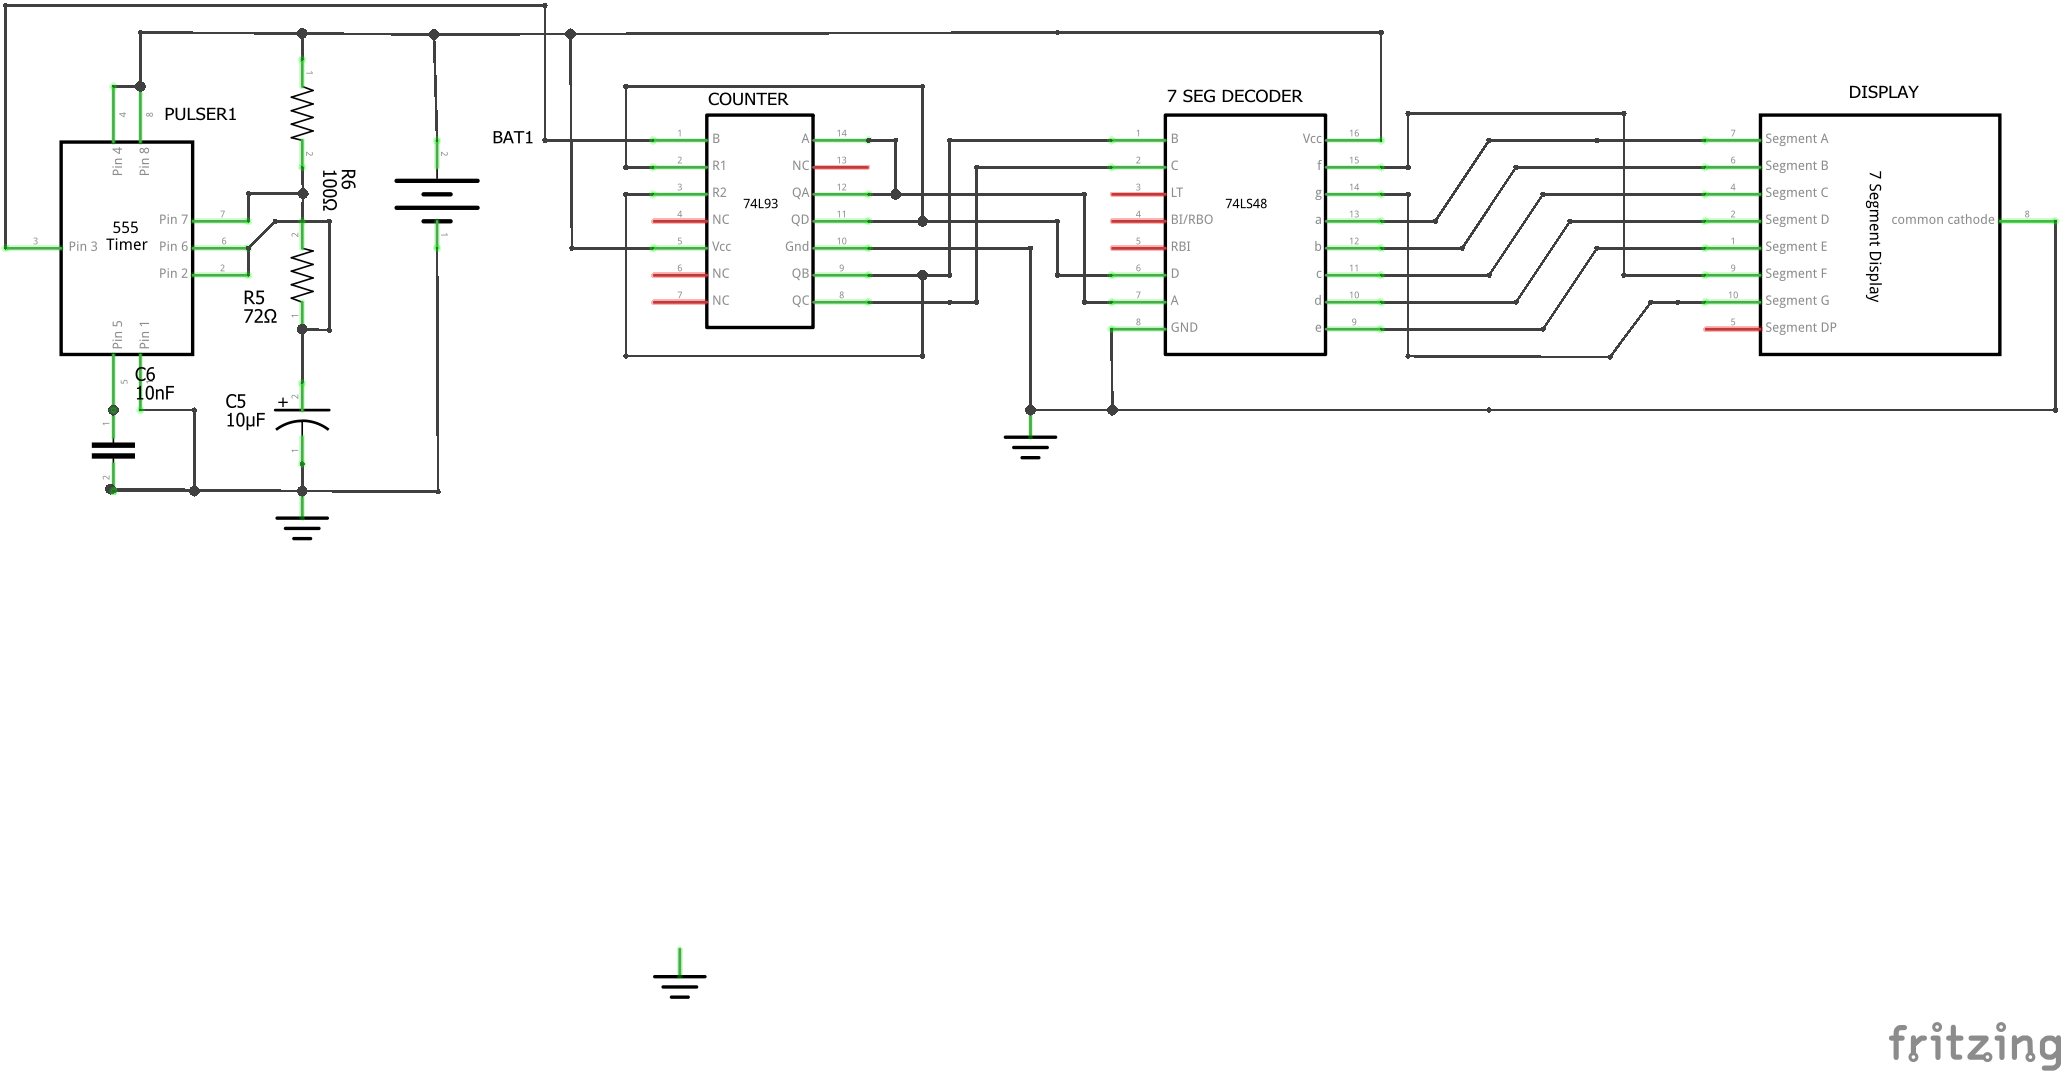 PULSER1
4
8
Pin 4
Pin 8
555
Timer
3
Pin 3
Pin 7
7
Pin 6
6
Pin 2
2
Pin 5
Pin 1
5
C6
10nF
1
2
1
2
R6
100Ω
2
1
R5
72Ω
C5
10µF
+
2
1
BAT1
2
1
COUNTER
74L93
1 B
2 R1
3 R2
4 NC
5 Vcc
6 NC
7 NC
A 14
NC 13
QA 12
QD 11
Gnd 10
QB 9
QC 8
7 SEG DECODER
74LS48
1 B
2 C
3 LT
4 BI/RBO
5 RBI
6 D
7 A
8 GND
Vcc 16
f 15
g 14
a 13
b 12
c 11
d 10
e 9
DISPLAY
7 Segment Display
7 Segment A
6 Segment B
4 Segment C
2 Segment D
1 Segment E
9 Segment F
10 Segment G
5 Segment DP
common cathode 8
fritzing